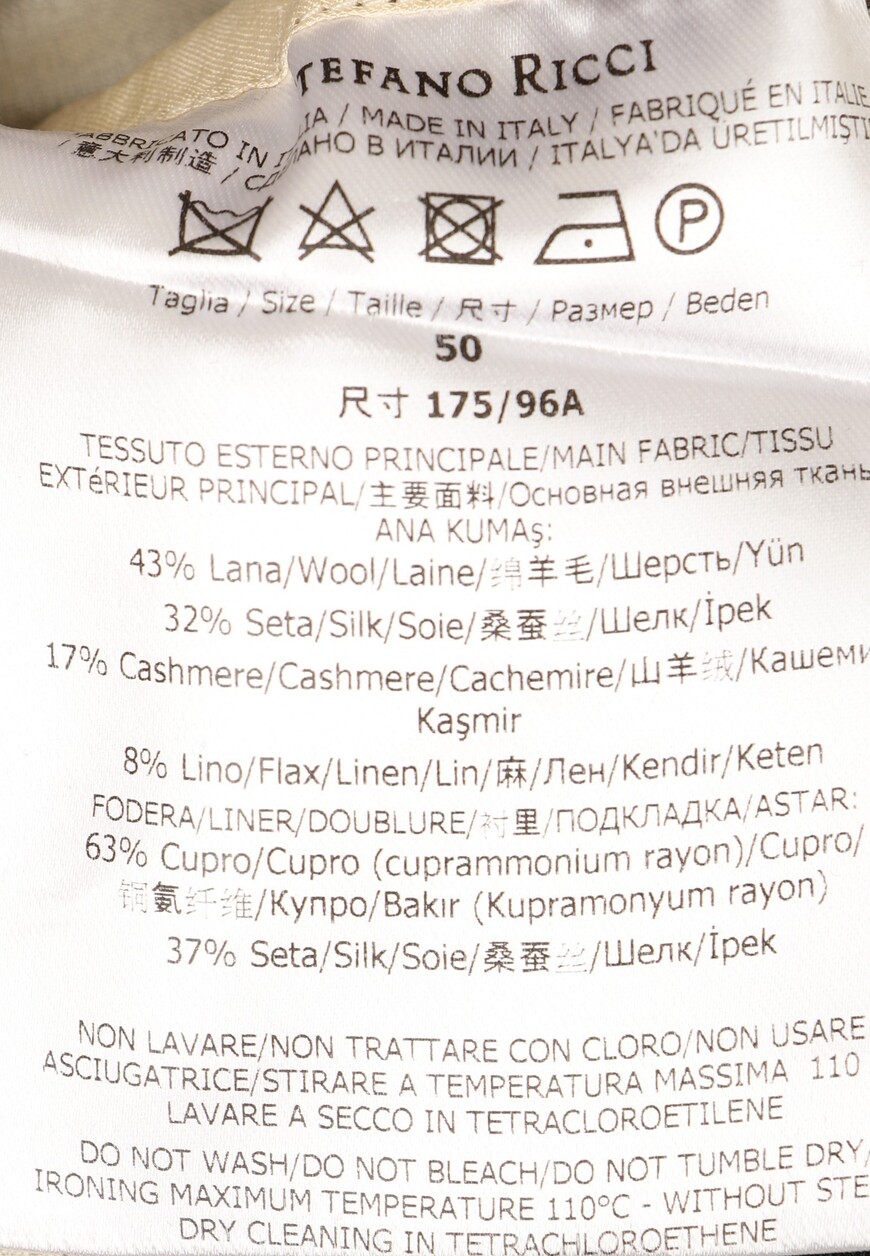 TEFANO RICCI
IA / MADE IN ITALY / FABRIQUÉ EN ITALIE
/ 意大利制造 / ИТАЛИИ / ITALYA'DA ÜRETILMIŞTI
P
Taglia / Size / Taille / 尺寸 / Размер / Beden
50
尺寸 175/96A
TESSUTO ESTERNO PRINCIPALE/MAIN FABRIC/TISSU
EXTéRIEUR PRINCIPAL/主要面料/Основная внешняя ткань
ANA KUMAş:
43% Lana/Wool/Laine/绵羊毛/Шерсть/Yün
32% Seta/Silk/Soie/桑蚕丝/Шелк/İpek
17% Cashmere/Cashmere/Cachemire/山羊绒/Кашеми
Kaşmir
8% Lino/Flax/Linen/Lin/麻/Лен/Kendir/Keten
FODERA/LINER/DOUBLURE/衬里/ПОДКЛАДКА/ASTAR:
63% Cupro/Cupro (cuprammonium rayon)/Cupro/
铜氨纤维/Купро/Bakır (Kupramonyum rayon)
37% Seta/Silk/Soie/桑蚕丝/Шелк/İpek
NON LAVARE/NON TRATTARE CON CLORO/NON USARE
ASCIUGATRICE/STIRARE A TEMPERATURA MASSIMA 110
LAVARE A SECCO IN TETRACLOROETILENE
DO NOT WASH/DO NOT BLEACH/DO NOT TUMBLE DRY/
IRONING MAXIMUM TEMPERATURE 110°C - WITHOUT STE
DRY CLEANING IN TETRACHLOROETHENE